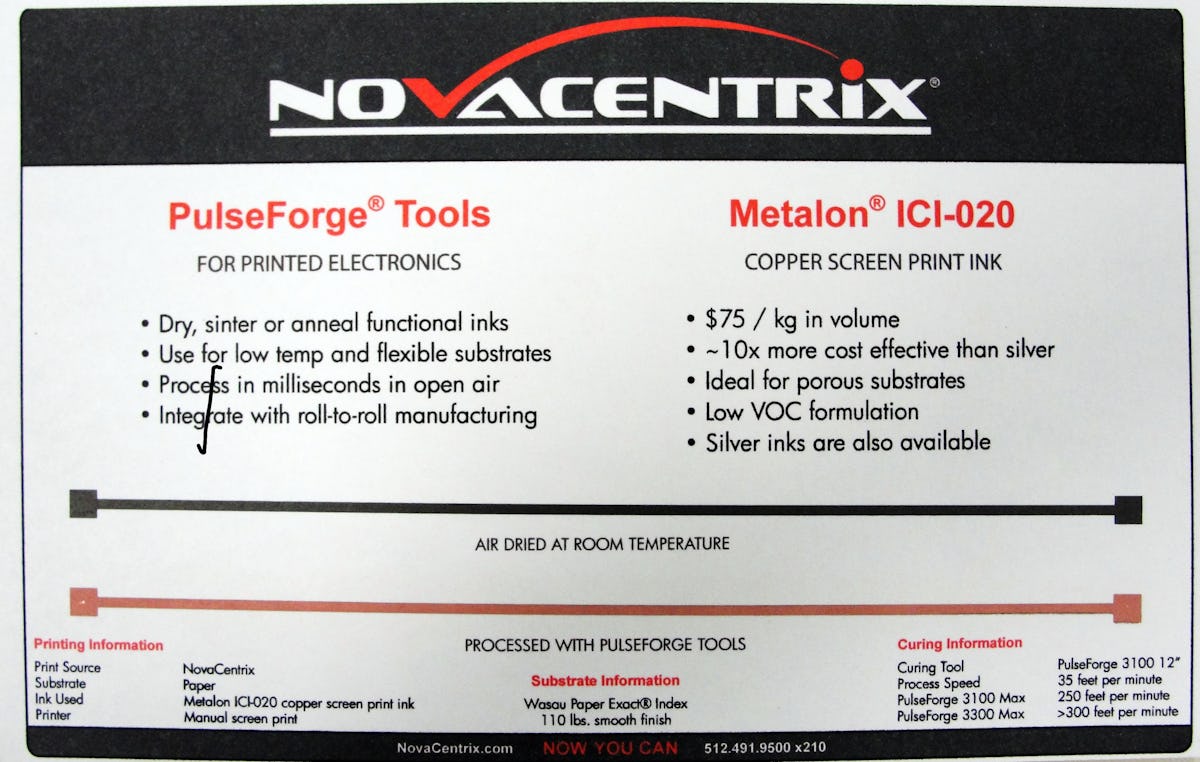 NOVACENTRIX®
PulseForge® Tools
FOR PRINTED ELECTRONICS
• Dry, sinter or anneal functional inks
• Use for low temp and flexible substrates
• Process in milliseconds in open air
• Integrate with roll-to-roll manufacturing
Metalon® ICI-020
COPPER SCREEN PRINT INK
• $75 / kg in volume
• ~10x more cost effective than silver
• Ideal for porous substrates
• Low VOC formulation
• Silver inks are also available
AIR DRIED AT ROOM TEMPERATURE
PROCESSED WITH PULSEFORGE TOOLS
Printing Information
Print Source NovaCentrix
Substrate Paper
Ink Used Metalon ICI-020 copper screen print ink
Printer Manual screen print
Substrate Information
Wasau Paper Exact® Index
110 lbs. smooth finish
Curing Information
Curing Tool PulseForge 3100 12"
Process Speed 35 feet per minute
PulseForge 3100 Max 250 feet per minute
PulseForge 3300 Max >300 feet per minute
NovaCentrix.com NOW YOU CAN 512.491.9500 x210